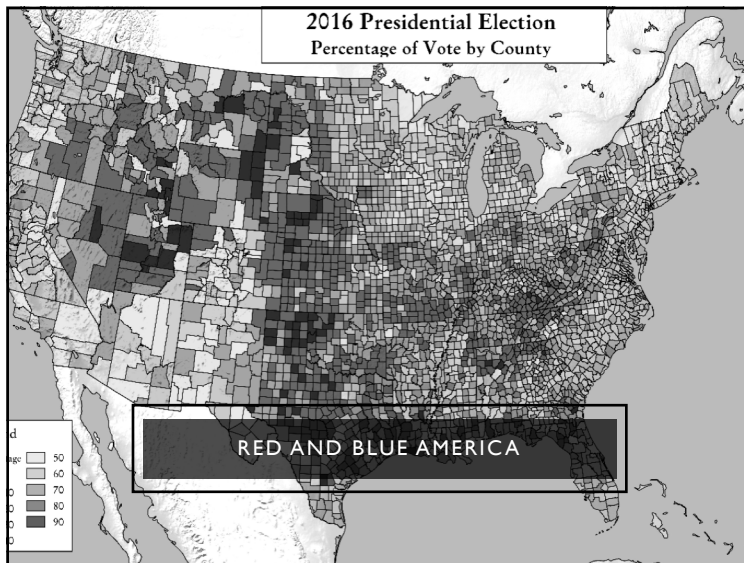 2016 Presidential Election
Percentage of Vote by County
RED AND BLUE AMERICA
50
60
70
80
90